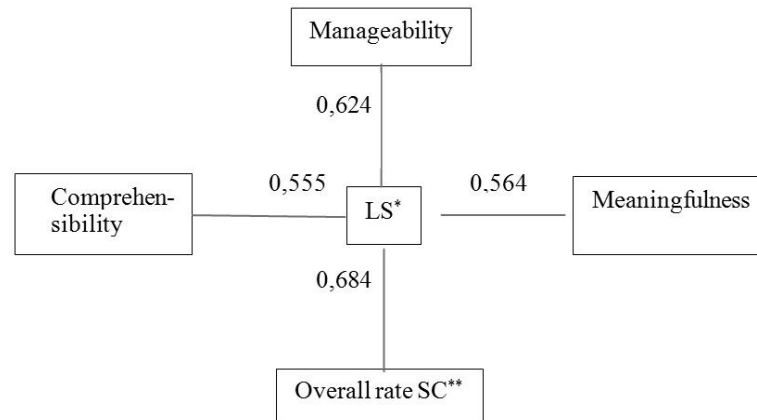 Manageability
0,624
0,555
0,564
Comprehen-
sibility
LS*
Meaningfulness
0,684
Overall rate SC**